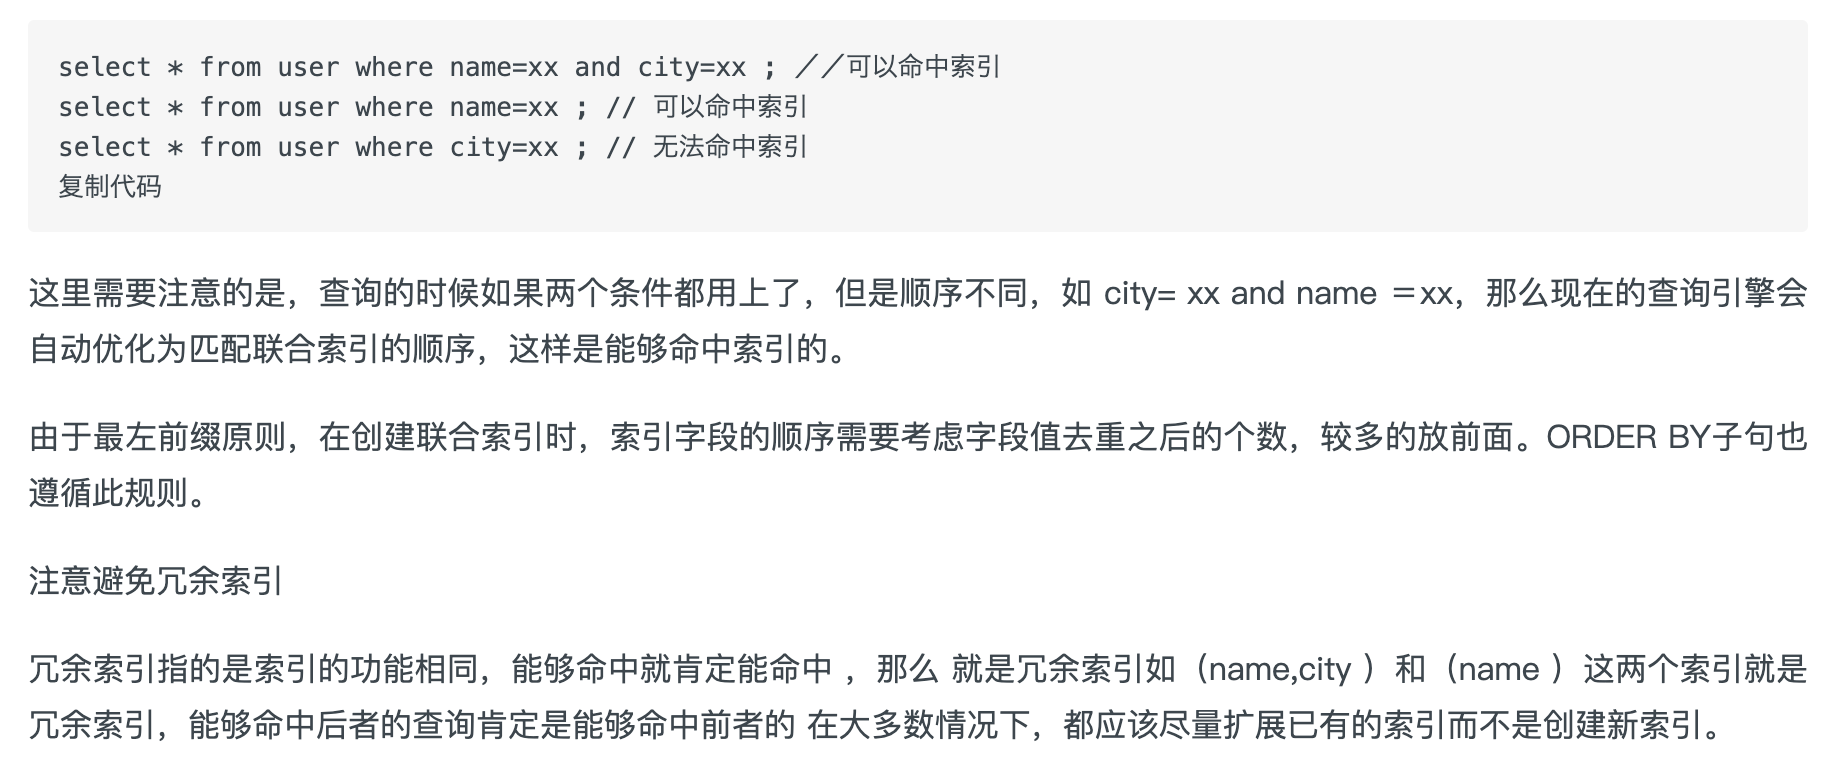 select * from user where name=xx and city=xx ; ／／可以命中索引
select * from user where name=xx ; // 可以命中索引
select * from user where city=xx ; // 无法命中索引
复制代码
这里需要注意的是，查询的时候如果两个条件都用上了，但是顺序不同，如 city= xx and name ＝xx，那么现在的查询引擎会
自动优化为匹配联合索引的顺序，这样是能够命中索引的。
由于最左前缀原则，在创建联合索引时，索引字段的顺序需要考虑字段值去重之后的个数，较多的放前面。ORDER BY子句也
遵循此规则。
注意避免冗余索引
冗余索引指的是索引的功能相同，能够命中就肯定能命中 ，那么 就是冗余索引如（name,city ）和（name ）这两个索引就是
冗余索引，能够命中后者的查询肯定是能够命中前者的 在大多数情况下，都应该尽量扩展已有的索引而不是创建新索引。